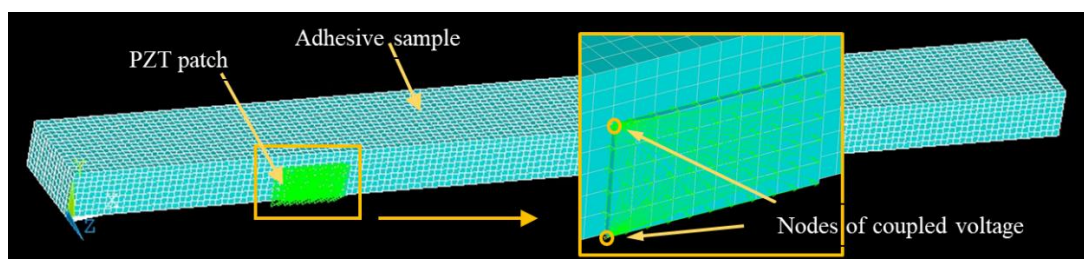 Adhesive sample
PZT patch
Y
X
Z
Nodes of coupled voltage